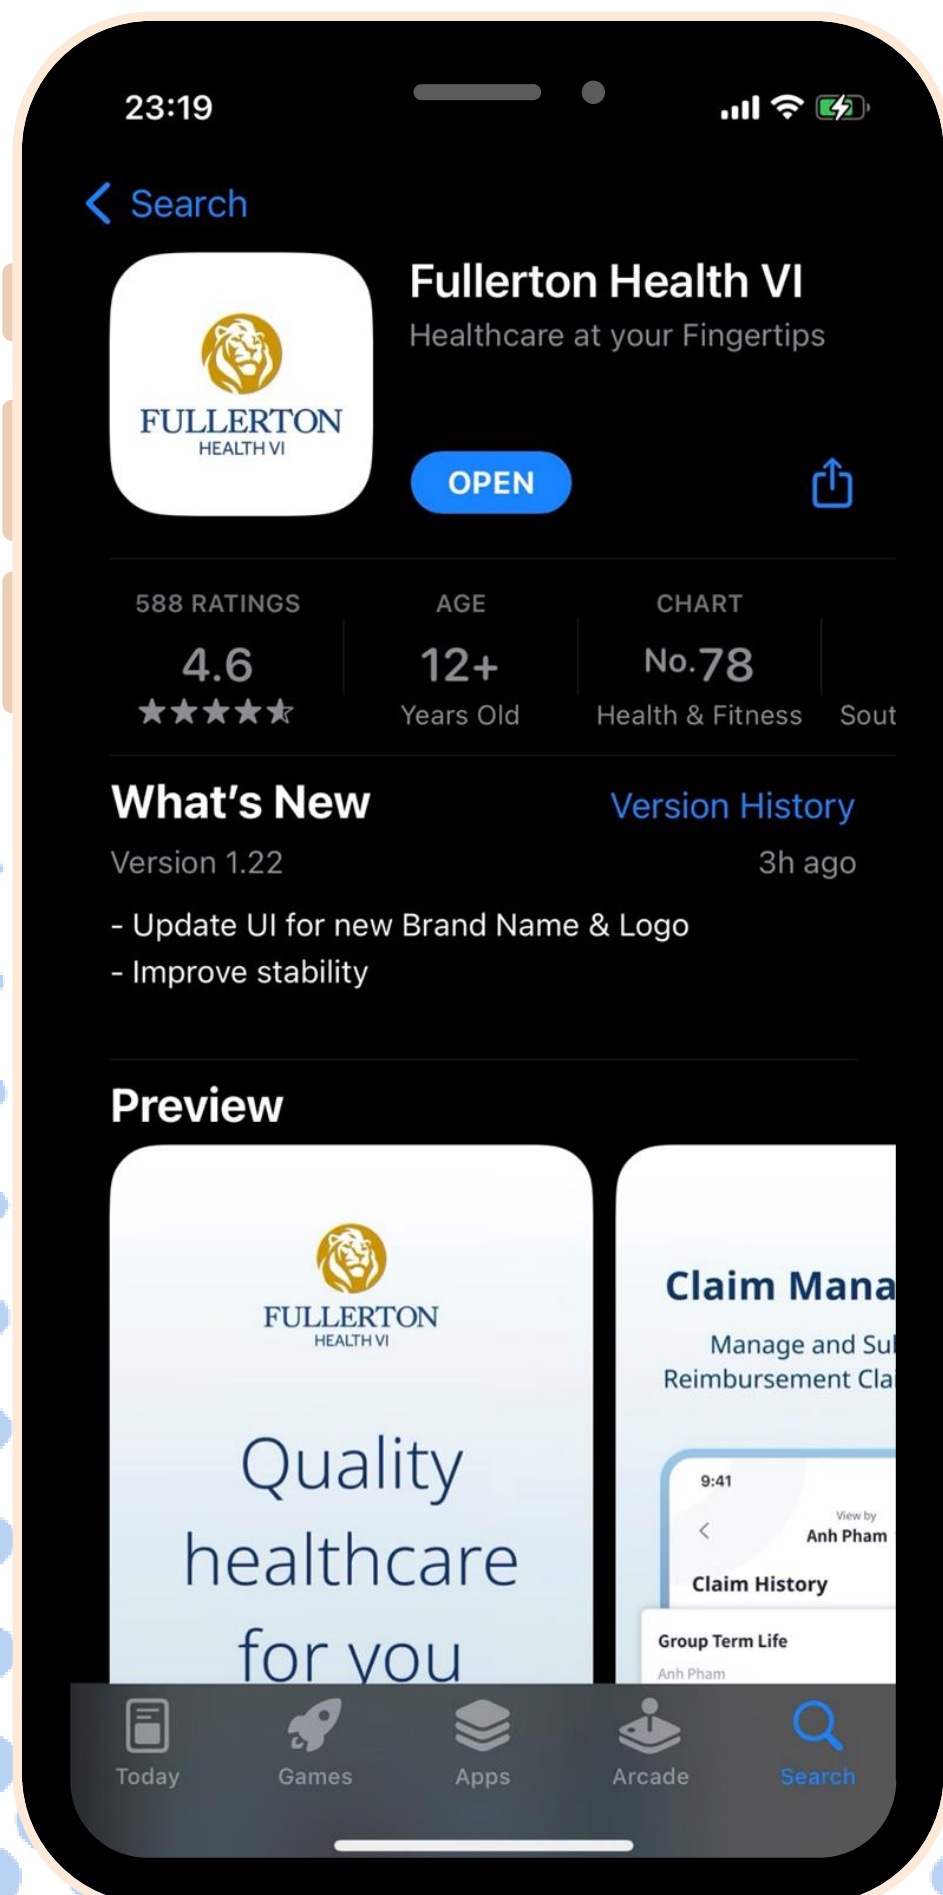 23:19
Search
FULLERTON
HEALTH VI
Fullerton Health VI
Healthcare at your Fingertips
OPEN
588 RATINGS
4.6
AGE
12+
Years Old
CHART
No.78
Health & Fitness
Sout
What's New
Version History
Version 1.22
3h ago
- Update UI for new Brand Name & Logo
- Improve stability
Preview
FULLERTON
HEALTH VI
Quality
healthcare
for you
Claim Mana
Manage and Sul
Reimbursement Cla
9:41
View by
Anh Pham
Claim History
Group Term Life
Anh Pham
Today
Games
Apps
Arcade
Search